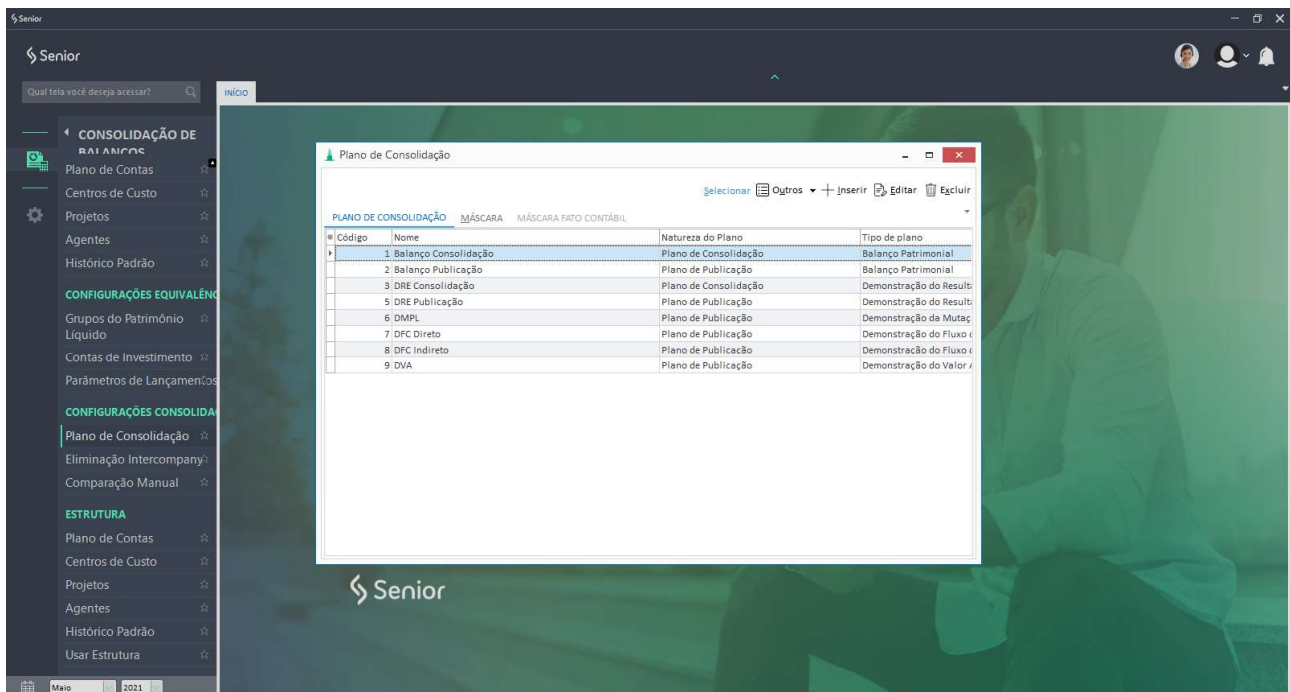 Senior
Senior
Qual tela você deseja acessar?
INÍCIO
CONSOLIDAÇÃO DE
BALANÇOS
Plano de Contas
Centros de Custo
Projetos
Agentes
Histórico Padrão
CONFIGURAÇÕES EQUIVALÊNC
Grupos do Patrimônio
Líquido
Contas de Investimento
Parâmetros de Lançamentos
CONFIGURAÇÕES CONSOLIDA
Plano de Consolidação
Eliminação Intercompany
Comparação Manual
ESTRUTURA
Plano de Contas
Centros de Custo
Projetos
Agentes
Histórico Padrão
Usar Estrutura
Maio 2021
Plano de Consolidação
Selecionar Outros Inserir Editar Excluir
PLANO DE CONSOLIDAÇÃO MÁSCARA MÁSCARA FATO CONTÁBIL
Código Nome Natureza do Plano Tipo de plano
1 Balanço Consolidação Plano de Consolidação Balanço Patrimonial
2 Balanço Publicação Plano de Publicação Balanço Patrimonial
3 DRE Consolidação Plano de Consolidação Demonstração do Result
5 DRE Publicação Plano de Publicação Demonstração do Result
6 DMPL Plano de Publicação Demonstração da Mutaç
7 DFC Direto Plano de Publicação Demonstração do Fluxo
8 DFC Indireto Plano de Publicação Demonstração do Fluxo
9 DVA Plano de Publicação Demonstração do Valor
Senior